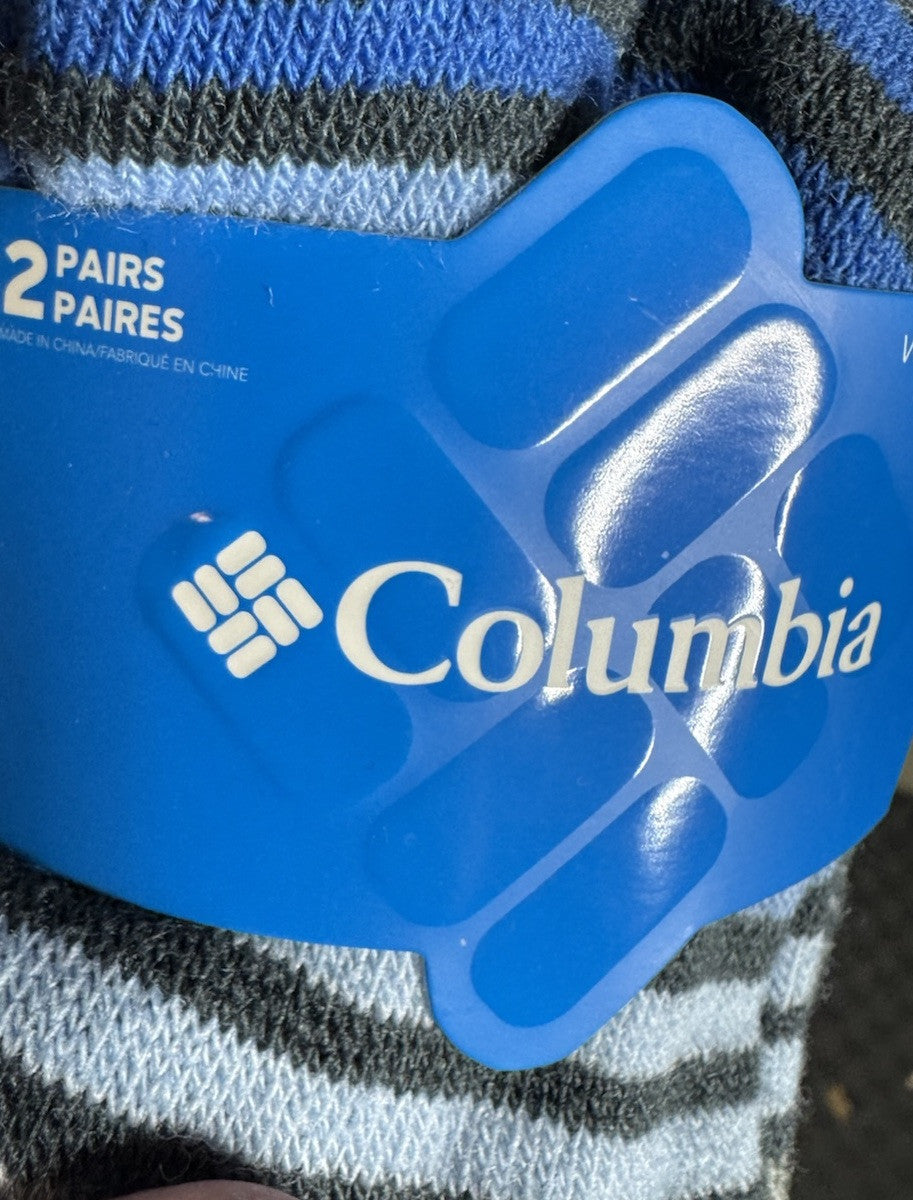 2 PAIRS
PAIRES
MADE IN CHINA/FABRIQUÉ EN CHINE
Columbia